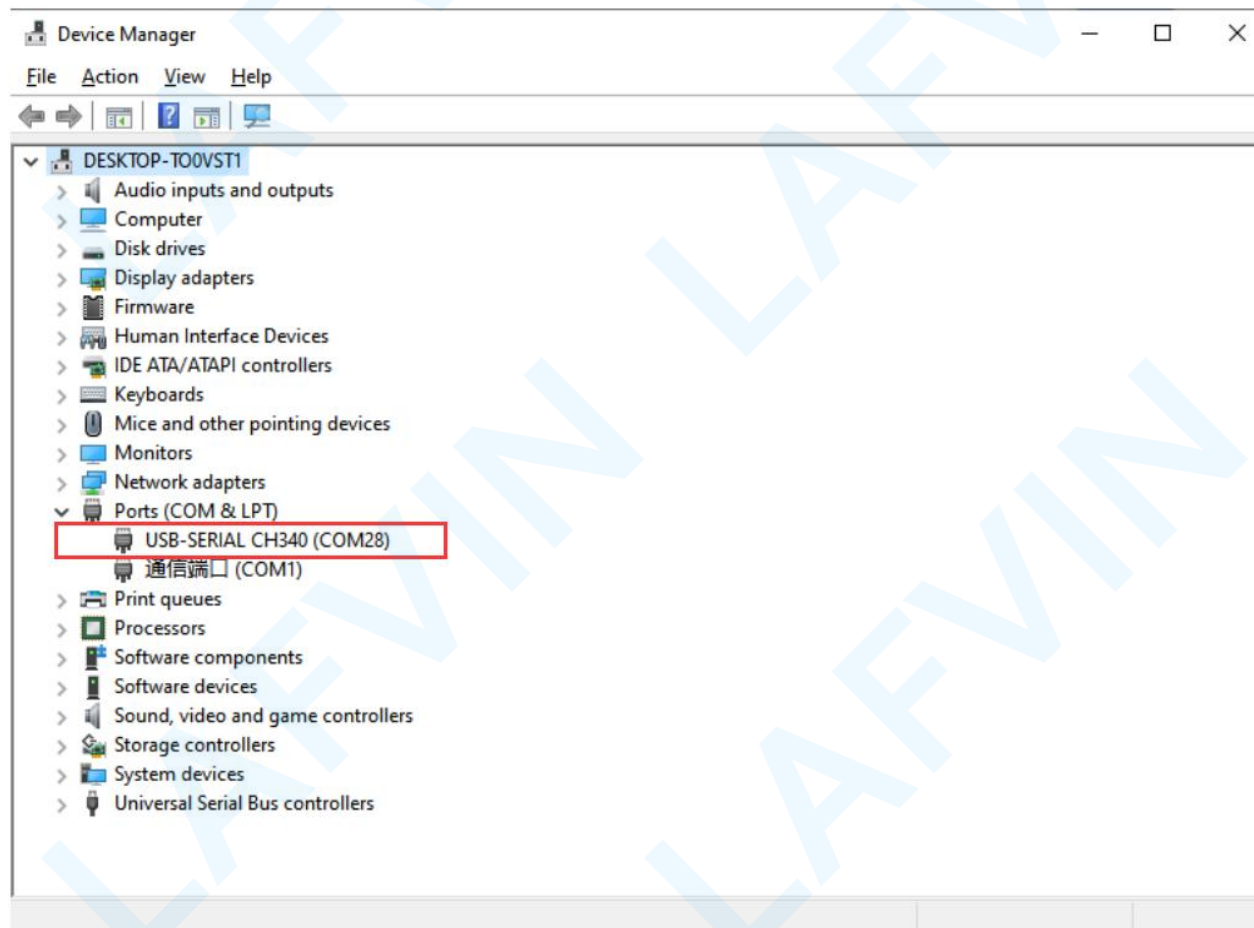 Device Manager
File Action View Help
DESKTOP-TO0VST1
Audio inputs and outputs
Computer
Disk drives
Display adapters
Firmware
Human Interface Devices
IDE ATA/ATAPI controllers
Keyboards
Mice and other pointing devices
Monitors
Network adapters
Ports (COM & LPT)
USB-SERIAL CH340 (COM28)
通信端口 (COM1)
Print queues
Processors
Software components
Software devices
Sound, video and game controllers
Storage controllers
System devices
Universal Serial Bus controllers
LAFVIN
LAFVIN
LAFVIN
LAFVIN